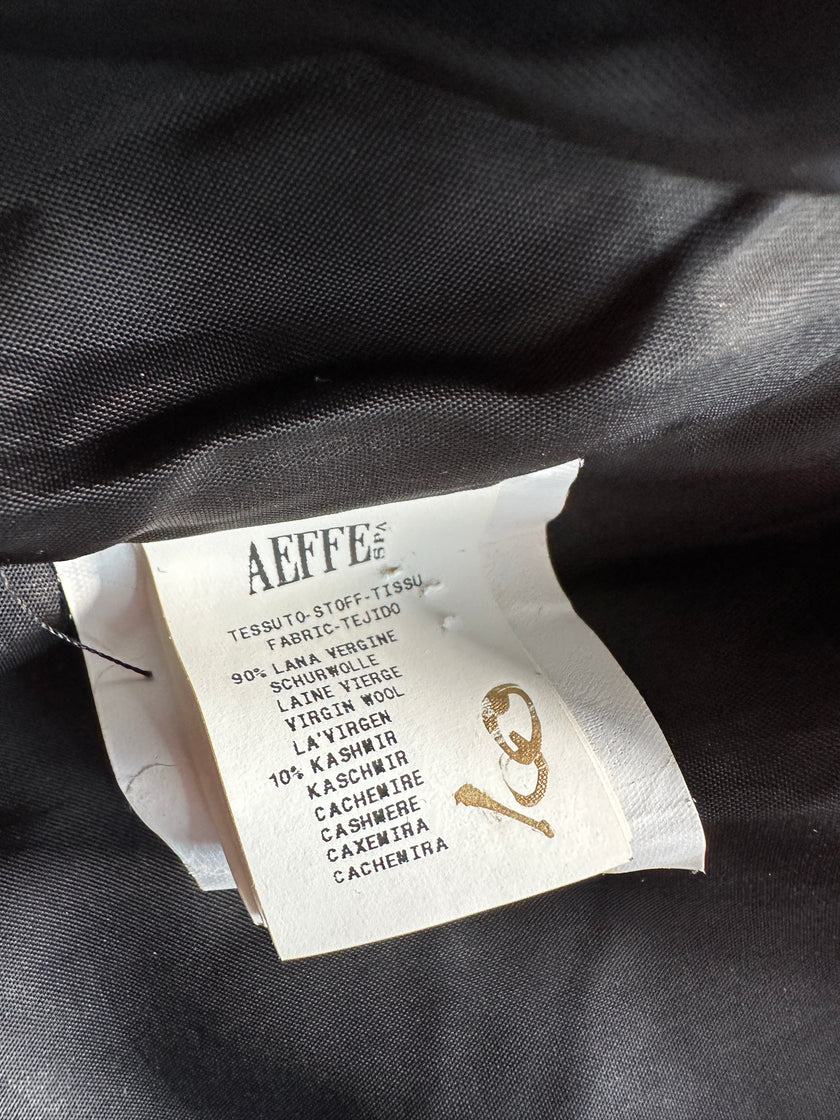 AEFFE SPA
TESSUTO-STOFF-TISSU
FABRIC-TEJIDO
90% LANA VERGINE
SCHURWOLLE
LAINE VIERGE
VIRGIN WOOL
LA'VIRGEN
10% KASHMIR
KASCHMIR
CACHEMIRE
CASHMERE
CAXEMIRA
CACHEMIRA